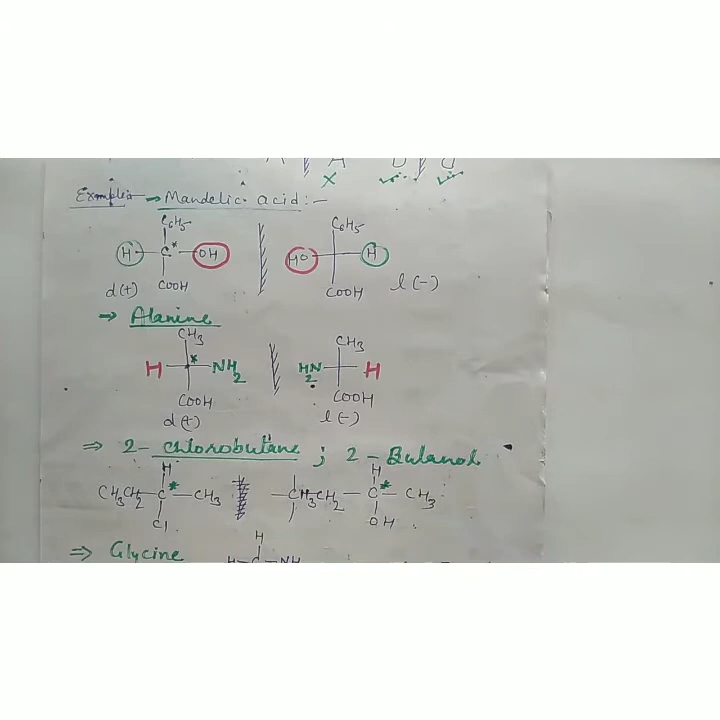 Examples → Mandelic acid:-
C6H5 C6H5
H C* OH HO H
COOH COOH
d(+) l(-)
⇒ Alanine
CH3 CH3
H * NH2 H2N H
COOH COOH
d(+) l(-)
⇒ 2- Chlorobutane ; 2-Butanol
H H
CH3CH2-C*-CH3 CH3CH2-C*-CH3
Cl OH
⇒ Glycine H
H-C-NH